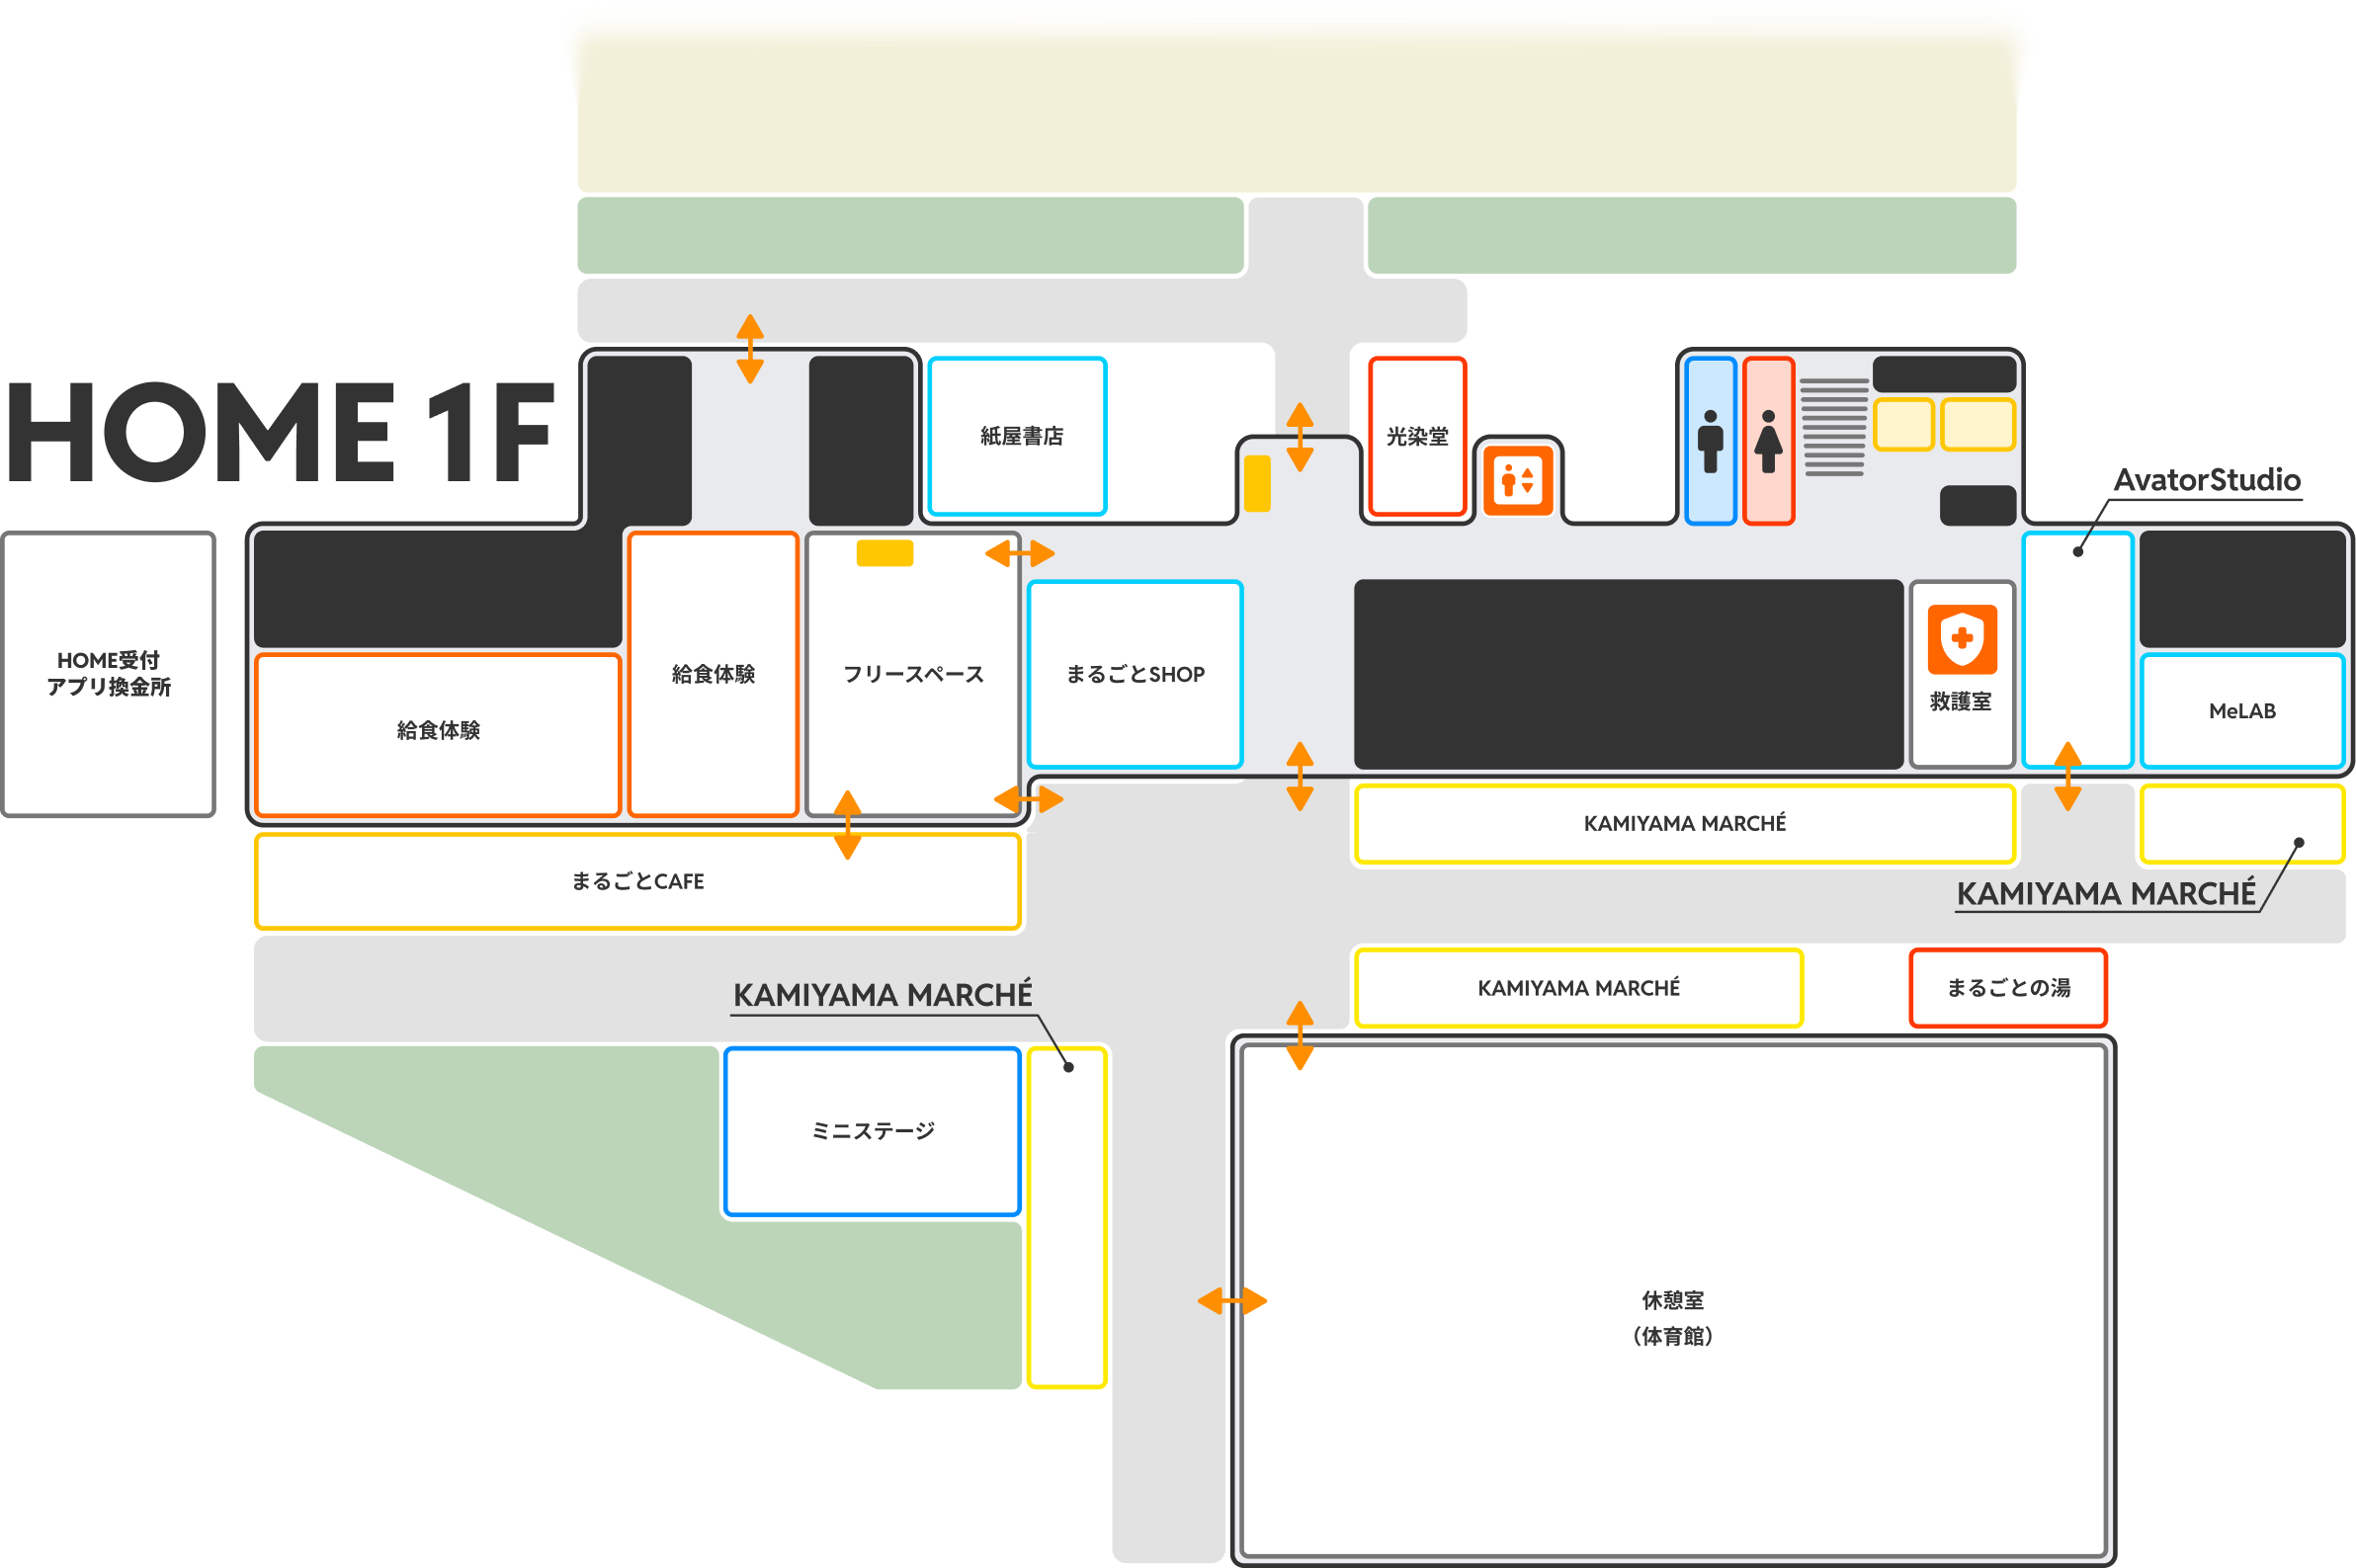 HOME 1F
紙屋書店
光染堂
AvatorStudio
HOME受付
アプリ換金所
給食体験
給食体験
フリースペース
まるごとSHOP
救護室
MeLAB
KAMIYAMA MARCHÉ
まるごとCAFE
KAMIYAMA MARCHÉ
KAMIYAMA MARCHÉ
KAMIYAMA MARCHÉ
まるごとの湯
ミニステージ
休憩室
（体育館）